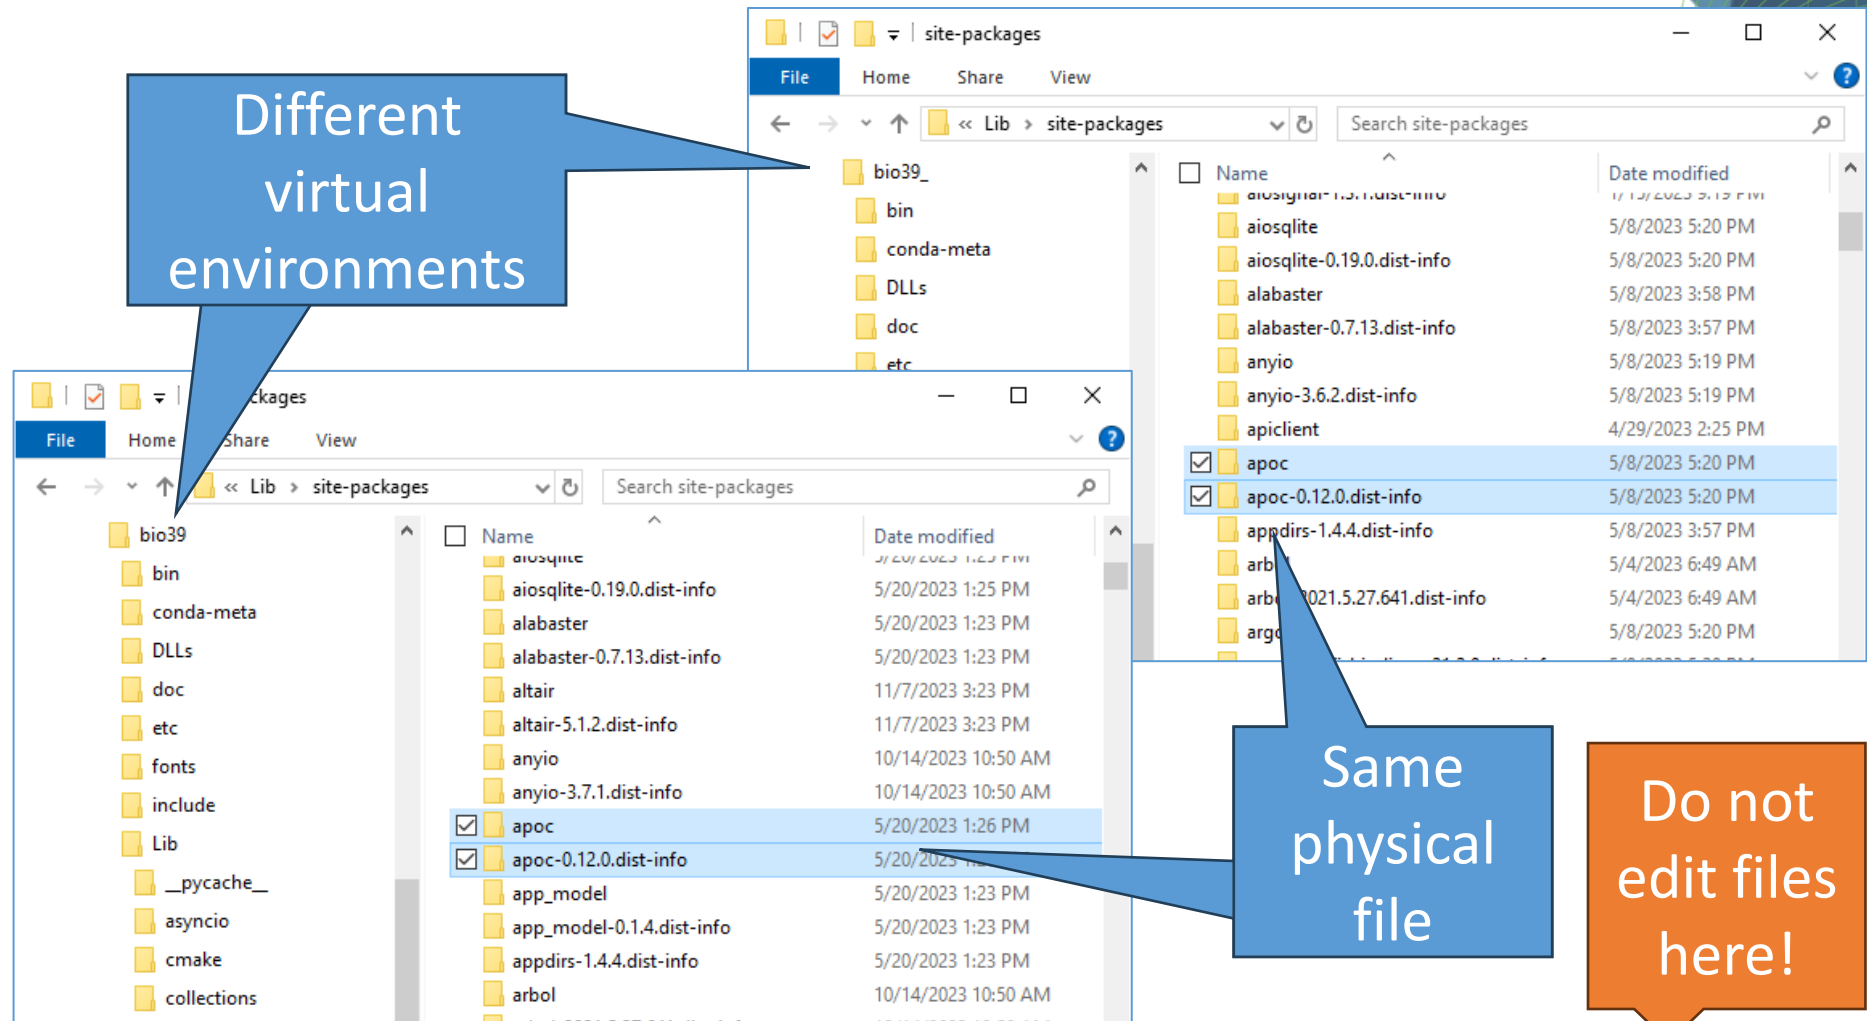 site-packages
File Home Share View
« Lib › site-packages
Search site-packages
bio39_
bin
conda-meta
DLLs
doc
etc
Name Date modified
aiosqlite 5/8/2023 5:20 PM
aiosqlite-0.19.0.dist-info 5/8/2023 5:20 PM
alabaster 5/8/2023 3:58 PM
alabaster-0.7.13.dist-info 5/8/2023 3:57 PM
anyio 5/8/2023 5:19 PM
anyio-3.6.2.dist-info 5/8/2023 5:19 PM
apiclient 4/29/2023 2:25 PM
apoc 5/8/2023 5:20 PM
apoc-0.12.0.dist-info 5/8/2023 5:20 PM
appdirs-1.4.4.dist-info 5/8/2023 3:57 PM
5/4/2023 6:49 AM
5/4/2023 6:49 AM
5/8/2023 5:20 PM
Different
virtual
environments
File Home Share View
« Lib › site-packages
Search site-packages
bio39
bin
conda-meta
DLLs
doc
etc
fonts
include
Lib
__pycache__
asyncio
cmake
collections
Name Date modified
aiosqlite 5/20/2023 1:25 PM
aiosqlite-0.19.0.dist-info 5/20/2023 1:25 PM
alabaster 5/20/2023 1:23 PM
alabaster-0.7.13.dist-info 5/20/2023 1:23 PM
altair 11/7/2023 3:23 PM
altair-5.1.2.dist-info 11/7/2023 3:23 PM
anyio 10/14/2023 10:50 AM
anyio-3.7.1.dist-info 10/14/2023 10:50 AM
apoc 5/20/2023 1:26 PM
apoc-0.12.0.dist-info 5/20/2023
app_model 5/20/2023 1:23 PM
app_model-0.1.4.dist-info 5/20/2023 1:23 PM
appdirs-1.4.4.dist-info 5/20/2023 1:23 PM
arbol 10/14/2023 10:50 AM
Same
physical
file
Do not
edit files
here!